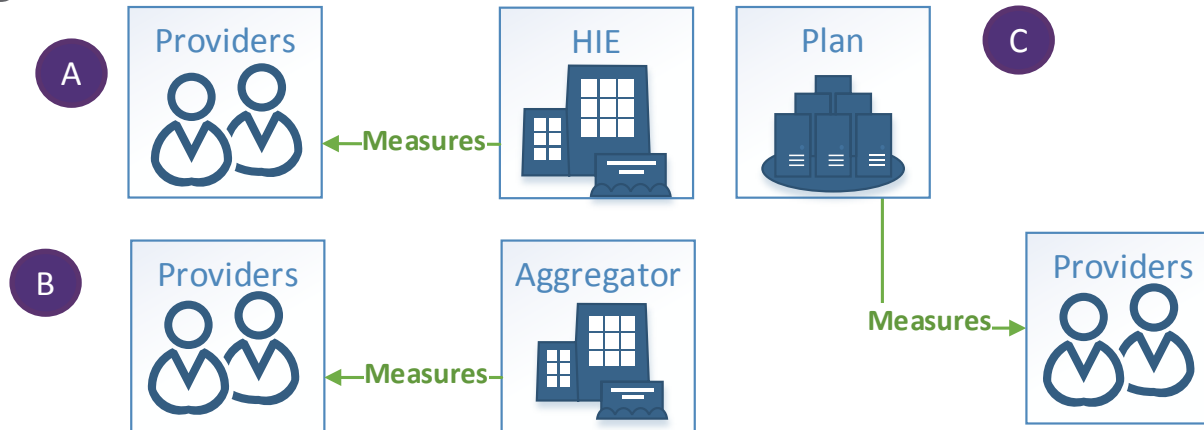 A
Providers
Measures
HIE
Plan
C
B
Providers
Measures
Aggregator
Measures
Providers